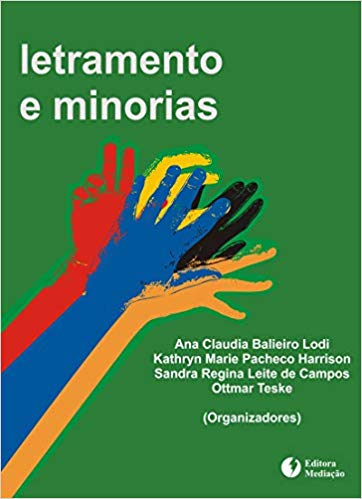 letramento
e minorias
Ana Claudia Balieiro Lodi
Kathryn Marie Pacheco Harrison
Sandra Regina Leite de Campos
Ottmar Teske
(Organizadores)
Editora
Mediação